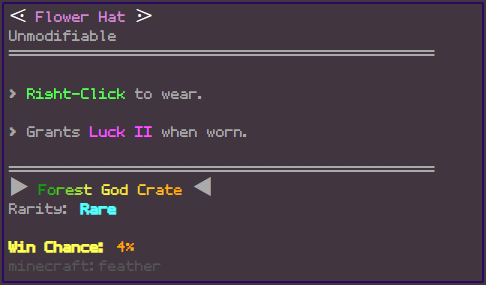 ⪪ Flower Hat ⪫
Unmodifiable
> Right-Click to wear.
> Grants Luck II when worn.
▶ Forest God Crate ◀
Rarity: Rare
Win Chance: 4%
minecraft:feather